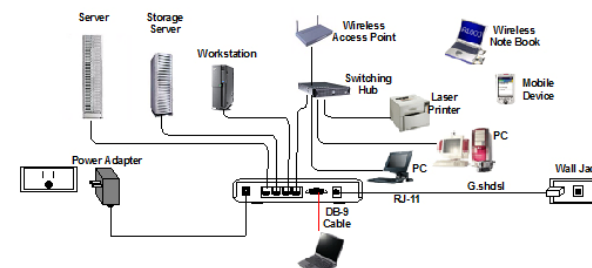 Server
Storage
Server
Workstation
Wireless
Access Point
Wireless
Note Book
Switching
Hub
Laser
Printer
Mobile
Device
PC
Power Adapter
PC
Wall Jac
G.shdsl
RJ-11
DB-9
Cable